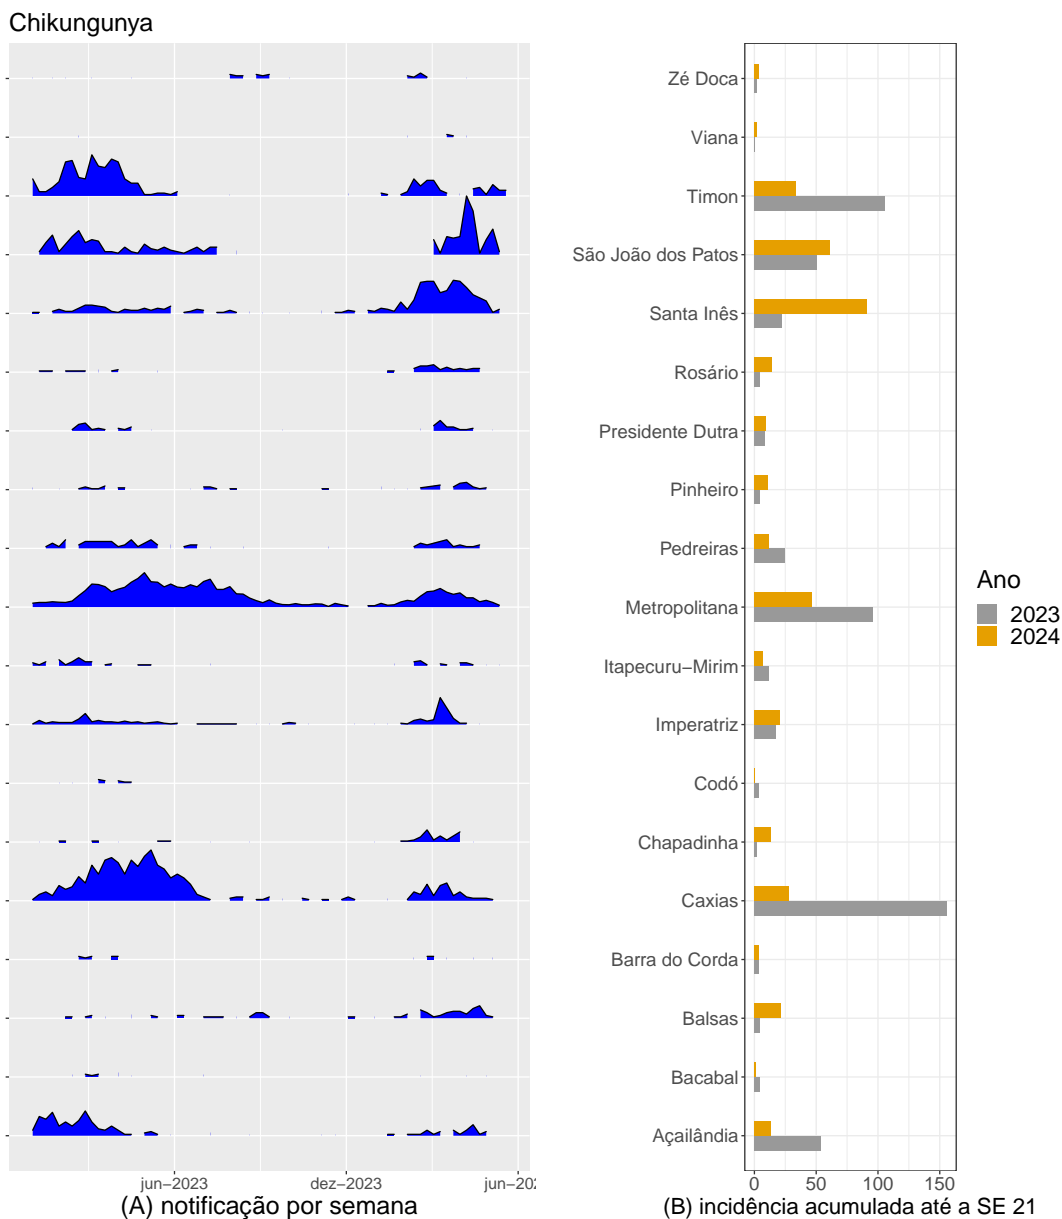 Chikungunya
Zé Doca
Viana
Timon
São João dos Patos
Santa Inês
Rosário
Presidente Dutra
Pinheiro
Pedreiras
Metropolitana
Itapecuru−Mirim
Imperatriz
Codó
Chapadinha
Caxias
Barra do Corda
Balsas
Bacabal
Açailândia
Ano
2023
2024
jun−2023 dez−2023 jun−202
0 50 100 150
(A) notificação por semana
(B) incidência acumulada até a SE 21